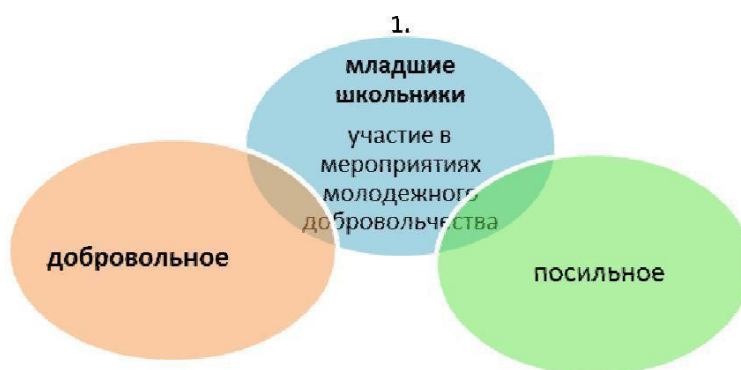 1.
младшие
школьники
участие в
мероприятиях
молодежного
добровольчества
добровольное
посильное